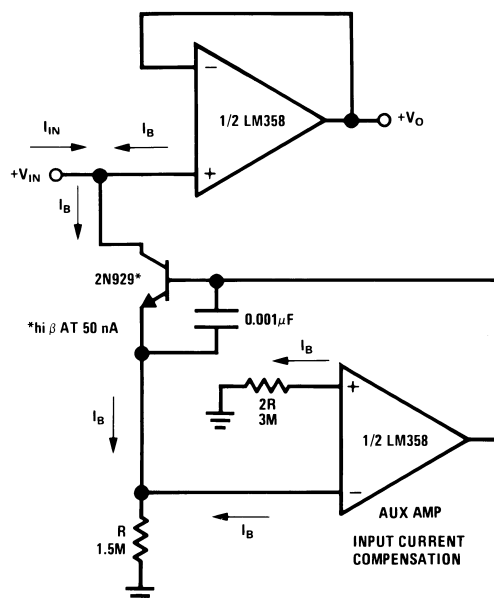 −
1/2 LM358
+V_O
I_IN
I_B
+V_IN
+
I_B
2N929*
*hi β AT 50 nA
0.001µF
I_B
+
2R
3M
1/2 LM358
I_B
−
AUX AMP
I_B
R
1.5M
INPUT CURRENT
COMPENSATION